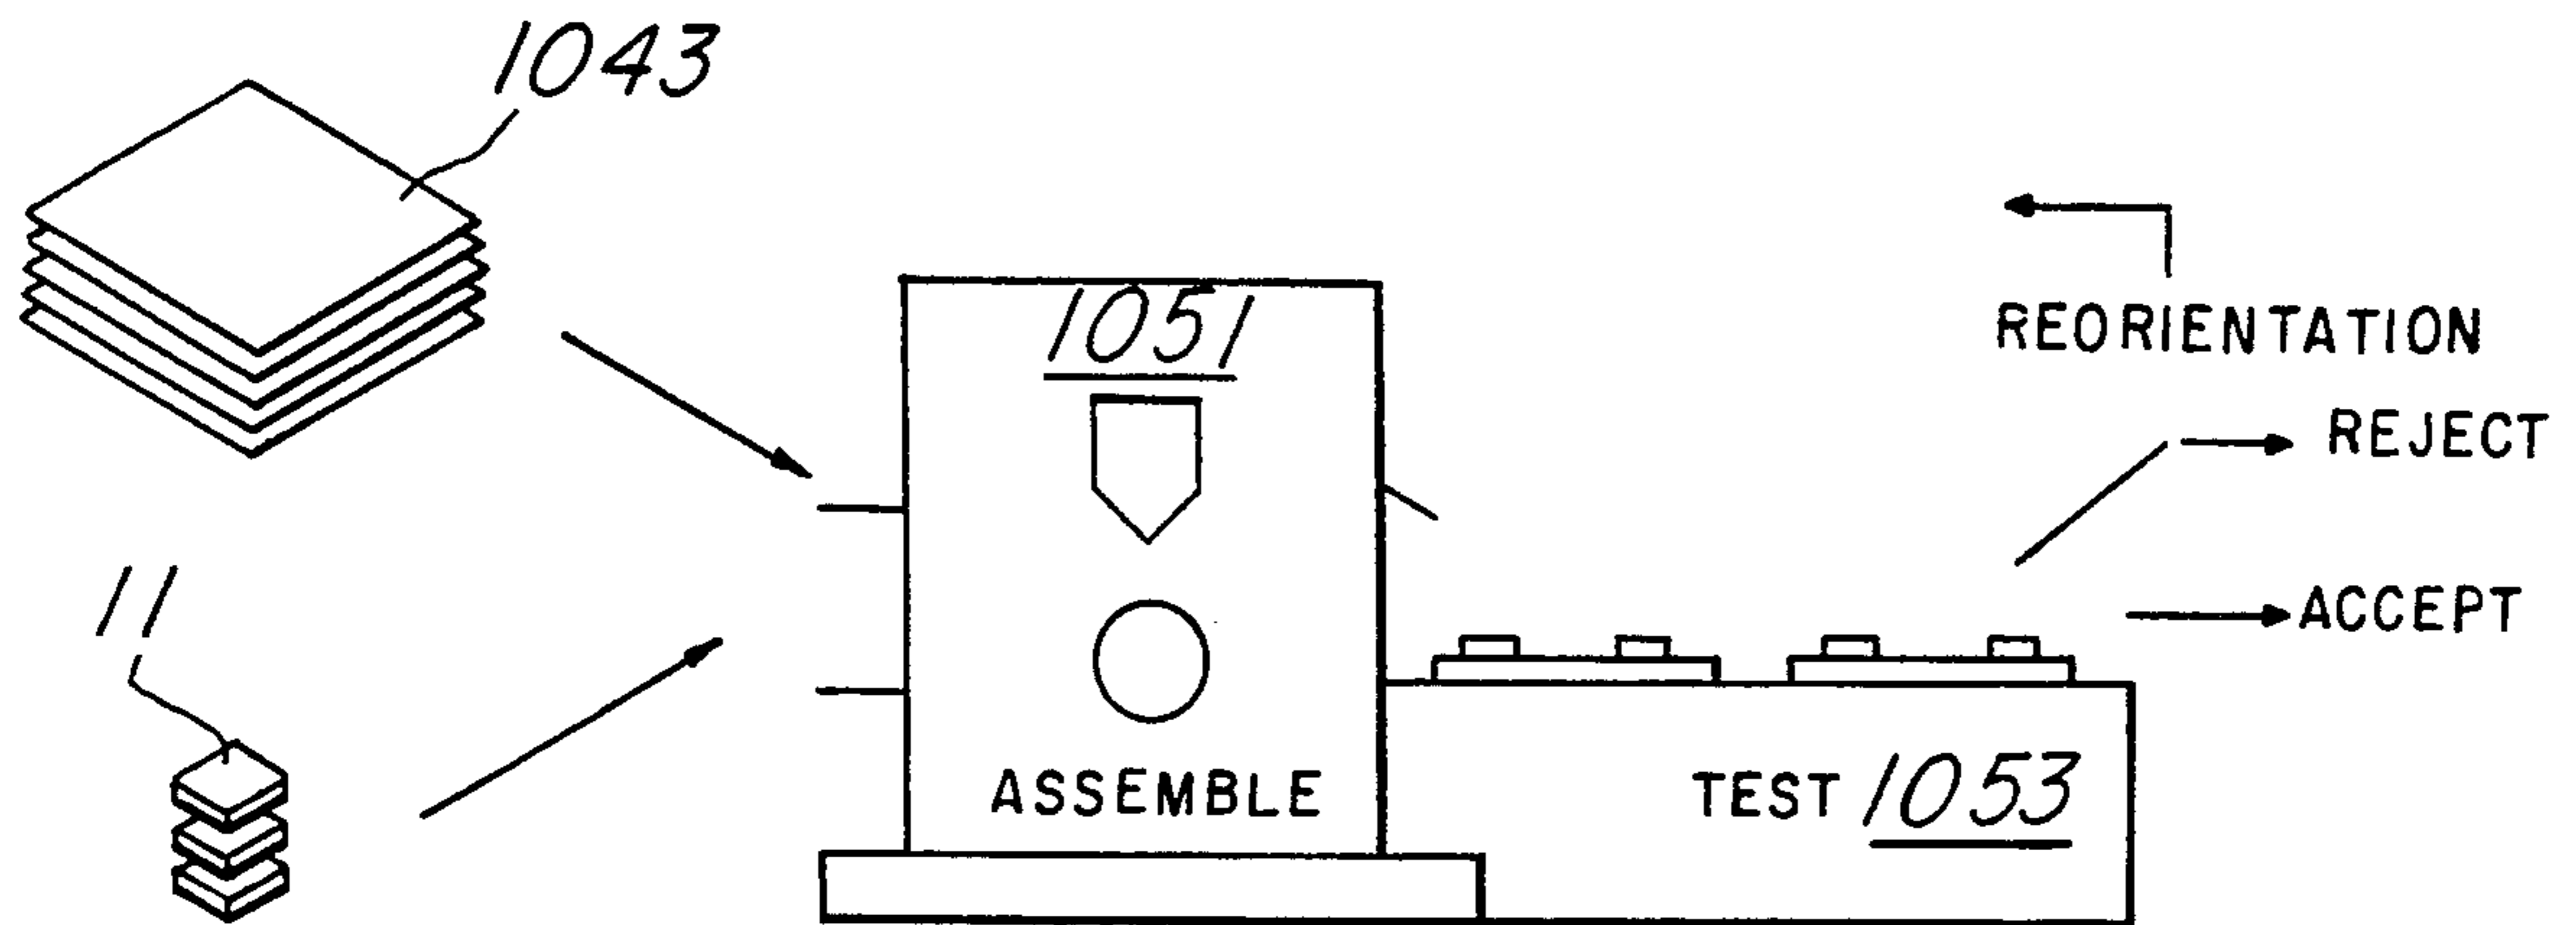 1043
1051
REORIENTATION
REJECT
11
ACCEPT
ASSEMBLE
TEST 1053